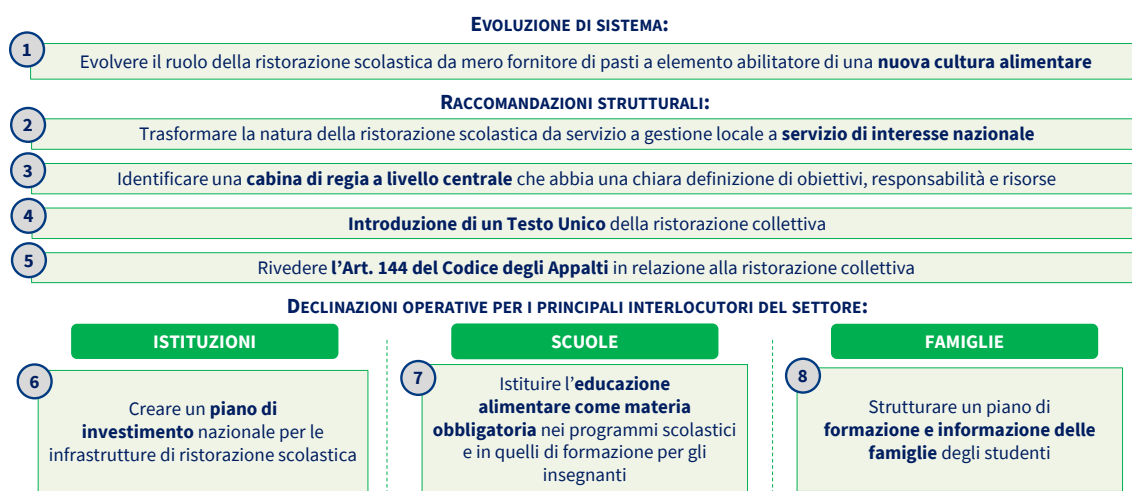 EVOLUZIONE DI SISTEMA:
1
Evolvere il ruolo della ristorazione scolastica da mero fornitore di pasti a elemento abilitatore di una nuova cultura alimentare
RACCOMANDAZIONI STRUTTURALI:
2
Trasformare la natura della ristorazione scolastica da servizio a gestione locale a servizio di interesse nazionale
3
Identificare una cabina di regia a livello centrale che abbia una chiara definizione di obiettivi, responsabilità e risorse
4
Introduzione di un Testo Unico della ristorazione collettiva
5
Rivedere l'Art. 144 del Codice degli Appalti in relazione alla ristorazione collettiva
DECLINAZIONI OPERATIVE PER I PRINCIPALI INTERLOCUTORI DEL SETTORE:
ISTITUZIONI
6
Creare un piano di
investimento nazionale per le
infrastrutture di ristorazione scolastica
SCUOLE
7
Istituire l'educazione
alimentare come materia
obbligatoria nei programmi scolastici
e in quelli di formazione per gli
insegnanti
FAMIGLIE
8
Strutturare un piano di
formazione e informazione delle
famiglie degli studenti